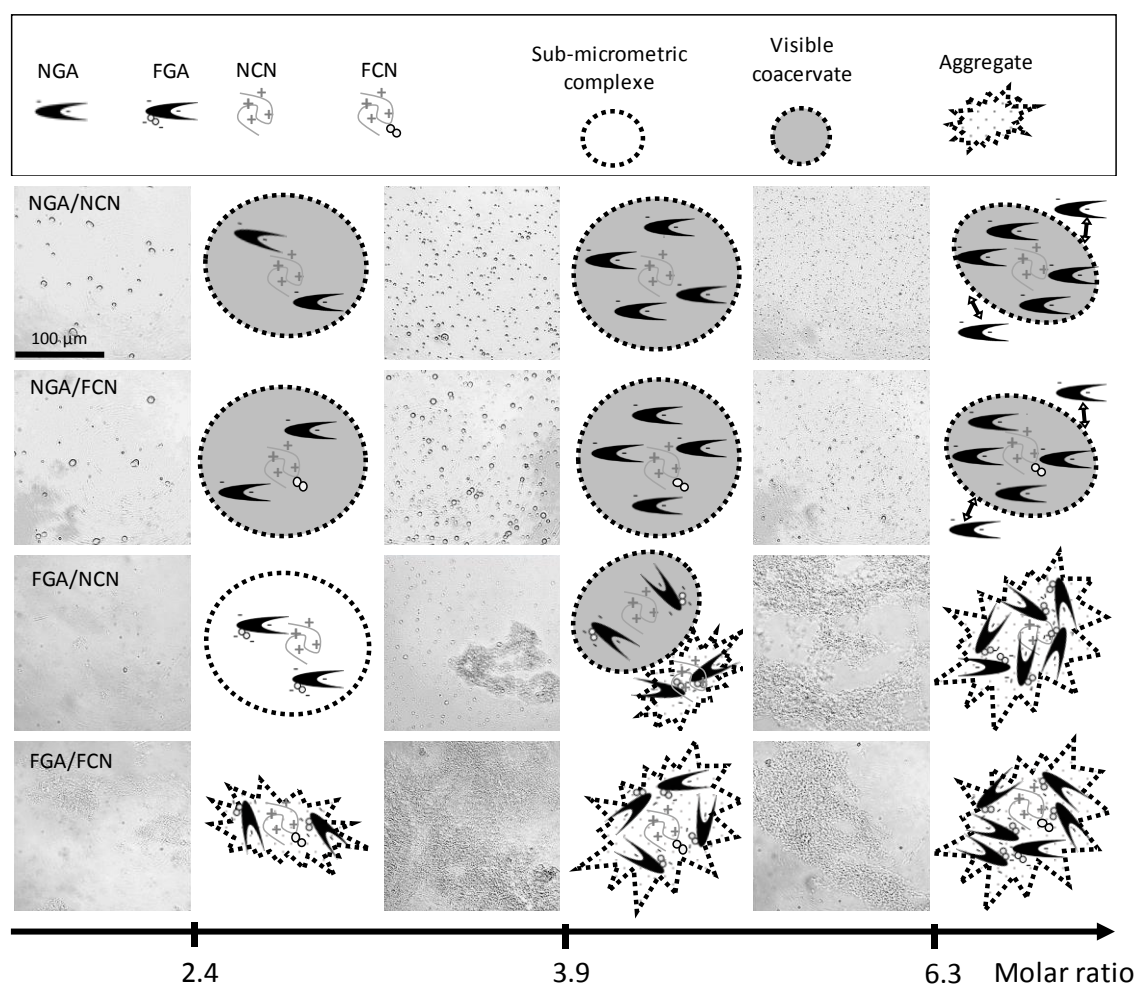 NGA
FGA
NCN
FCN
Sub-micrometric
complexe
Visible
coacervate
Aggregate
NGA/NCN
100 µm
NGA/FCN
FGA/NCN
FGA/FCN
2.4
3.9
6.3
Molar ratio